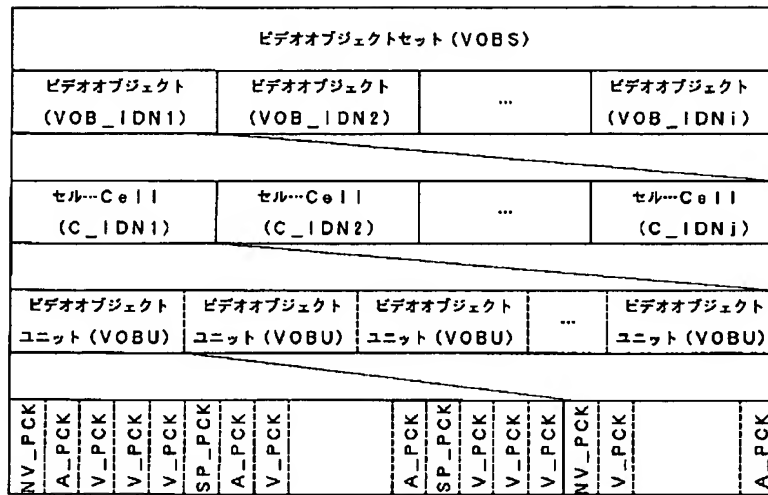 ビデオオブジェクトセット(VOBS)
ビデオオブジェクト
(VOB_IDN1)
ビデオオブジェクト
(VOB_IDN2)
…
ビデオオブジェクト
(VOB_IDNi)
セル…Cell
(C_IDN1)
セル…Cell
(C_IDN2)
…
セル…Cell
(C_IDNj)
ビデオオブジェクト
ユニット(VOBU)
ビデオオブジェクト
ユニット(VOBU)
ビデオオブジェクト
ユニット(VOBU)
…
ビデオオブジェクト
ユニット(VOBU)
NV_PCK
A_PCK
V_PCK
V_PCK
V_PCK
SP_PCK
A_PCK
V_PCK
A_PCK
SP_PCK
V_PCK
V_PCK
V_PCK
NV_PCK
V_PCK
A_PCK